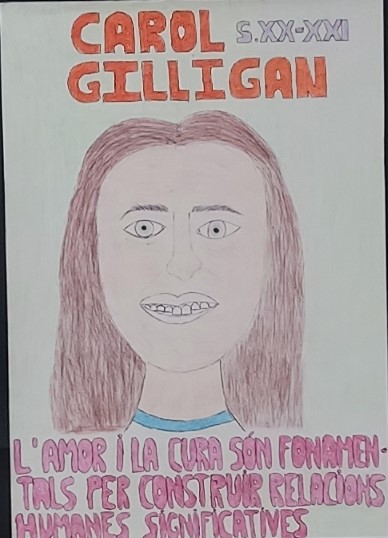 CAROL S.XX-XXI
GILLIGAN
L'AMOR I LA CURA SÓN FONAMEN-
TALS PER CONSTRUIR RELACIONS
HUMANES SIGNIFICATIVES